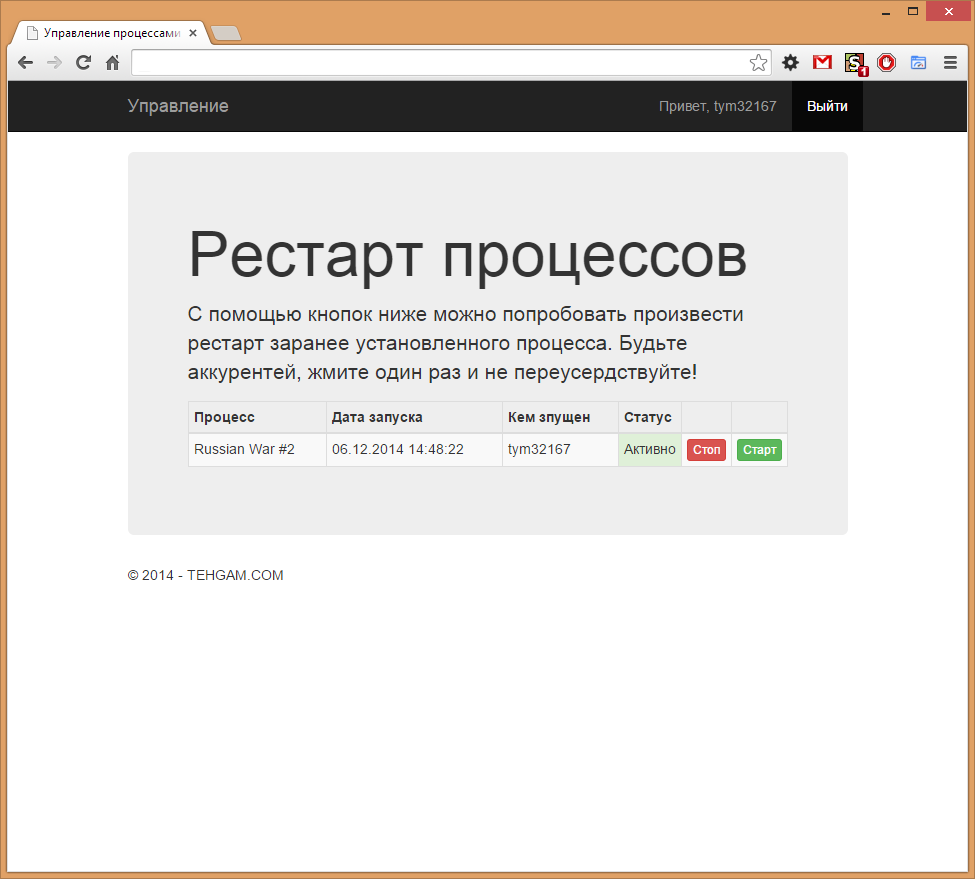 Управление процессами
Управление
Привет, tym32167
Выйти
Рестарт процессов
С помощью кнопок ниже можно попробовать произвести
рестарт заранее установленного процесса. Будьте
аккурентей, жмите один раз и не переусердствуйте!
Процесс Дата запуска Кем зпущен Статус
Russian War #2 06.12.2014 14:48:22 tym32167 Активно Стоп Старт
© 2014 - TEHGAM.COM
S
1